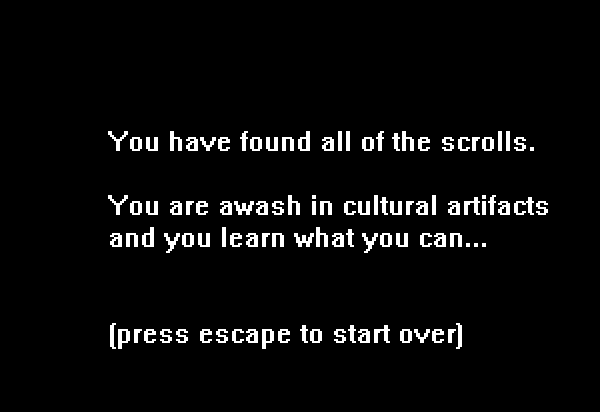 You have found all of the scrolls.
You are awash in cultural artifacts
and you learn what you can...
(press escape to start over)